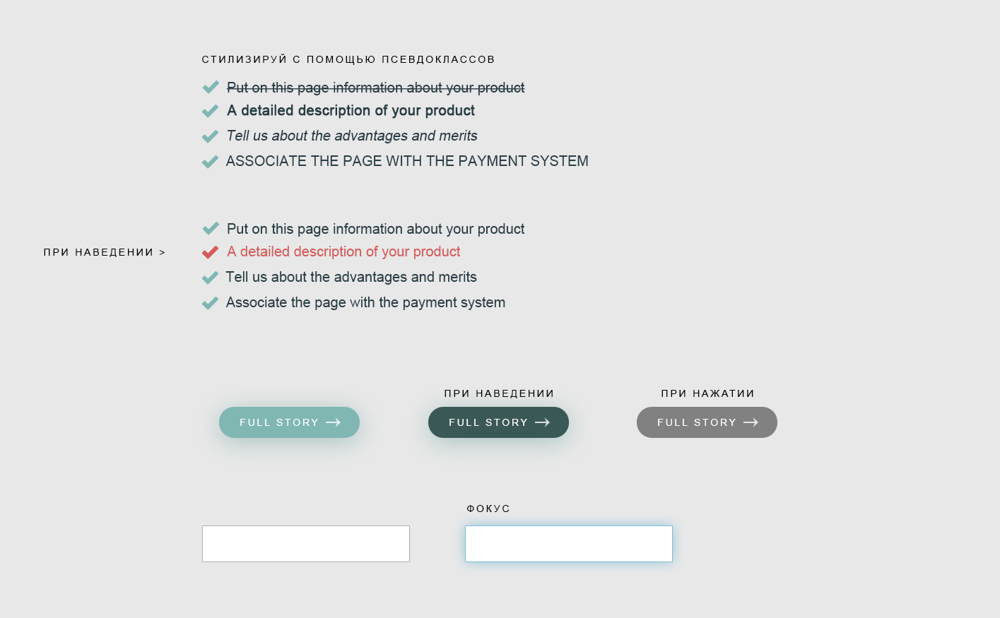 СТИЛИЗИРУЙ С ПОМОЩЬЮ ПСЕВДОКЛАССОВ
Put on this page information about your product
A detailed description of your product
Tell us about the advantages and merits
ASSOCIATE THE PAGE WITH THE PAYMENT SYSTEM
Put on this page information about your product
ПРИ НАВЕДЕНИИ >
A detailed description of your product
Tell us about the advantages and merits
Associate the page with the payment system
ПРИ НАВЕДЕНИИ
ПРИ НАЖАТИИ
FULL STORY
FULL STORY
FULL STORY
ФОКУС